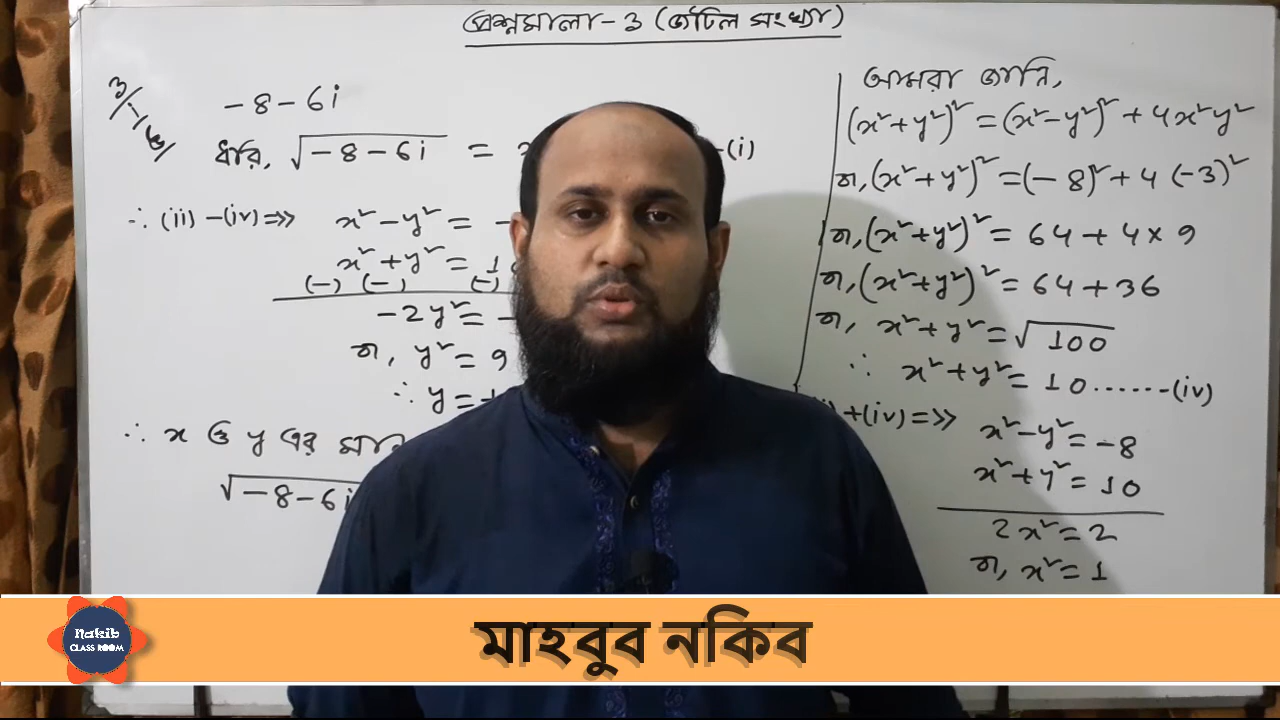 প্রশ্নমালা-3 (জটিল সংখ্যা)
-8-6i
ধরি, √-8-6i =
-(i)
∴ (ii) -(iv)⇒>> x²-y² = -
x²+y² = 1
(-) (-) (-)
-2y² = -
বা, y² = 9
∴ y = ±
∴ x ও y এর মান
√-8-6i
আমরা জানি,
(x²+y²)² = (x²-y²)² + 4x²y²
বা, (x²+y²)² = (-8)² + 4 (-3)²
বা, (x²+y²)² = 64 + 4 × 9
বা, (x²+y²)² = 64 + 36
বা, x²+y² = √100
∴ x²+y² = 10 ......-(iv)
+(iv)⇒>> x²-y² = -8
x²+y² = 10
2x² = 2
বা, x² = 1
Nakib
CLASS ROOM
মাহবুব নকিব